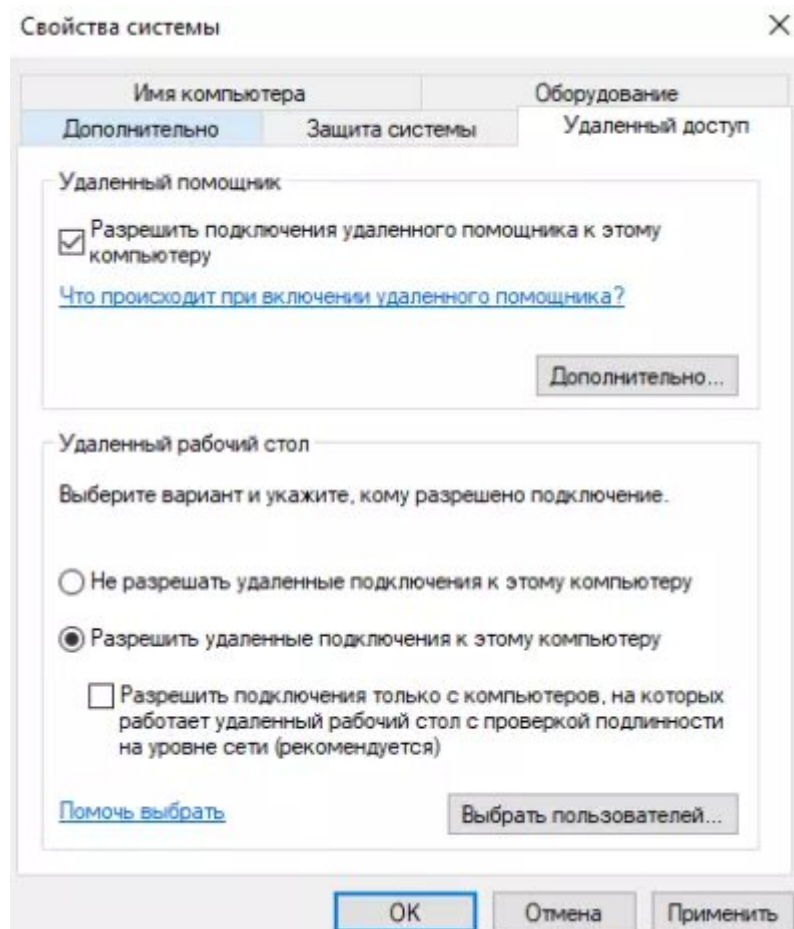 Свойства системы
Имя компьютера
Оборудование
Дополнительно
Защита системы
Удаленный доступ
Удаленный помощник
Разрешить подключения удаленного помощника к этому
компьютеру
Что происходит при включении удаленного помощника?
Дополнительно...
Удаленный рабочий стол
Выберите вариант и укажите, кому разрешено подключение.
Не разрешать удаленные подключения к этому компьютеру
Разрешить удаленные подключения к этому компьютеру
Разрешить подключения только с компьютеров, на которых
работает удаленный рабочий стол с проверкой подлинности
на уровне сети (рекомендуется)
Помочь выбрать
Выбрать пользователей...
OK
Отмена
Применить